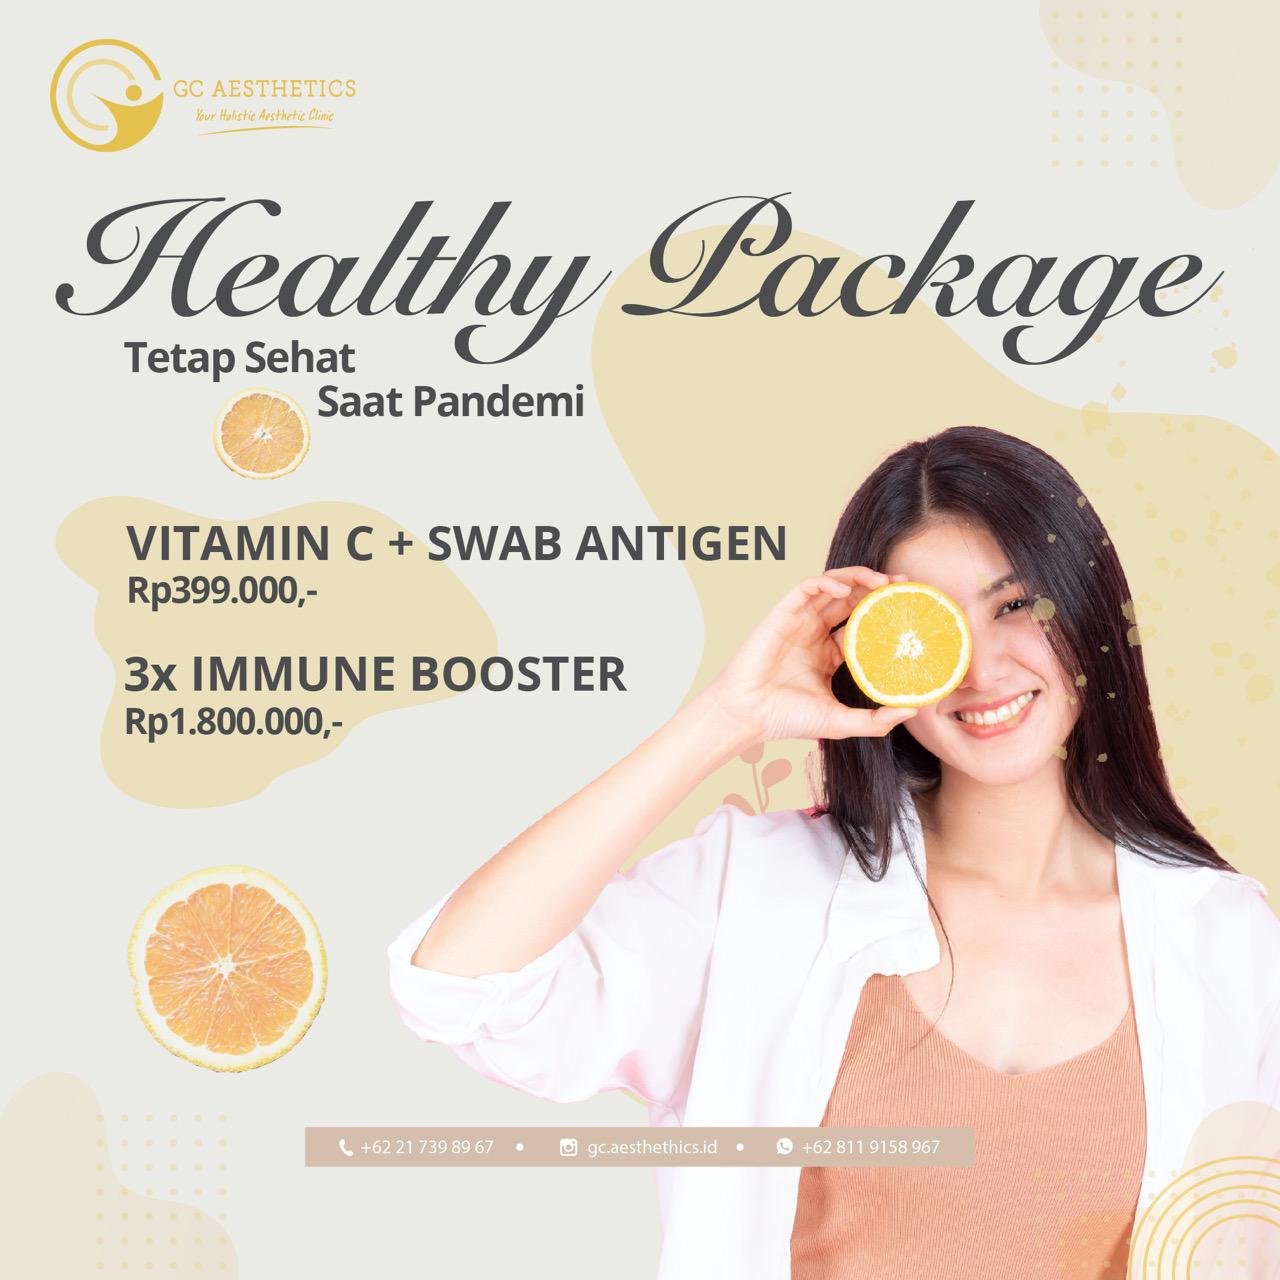 GC AESTHETICS
Your Holistic Aesthetic Clinic
Healthy Package
Tetap Sehat
Saat Pandemi
VITAMIN C + SWAB ANTIGEN
Rp399.000,-
3x IMMUNE BOOSTER
Rp1.800.000,-
+62 21 739 89 67 • gc.aesthethics.id • +62 811 9158 967